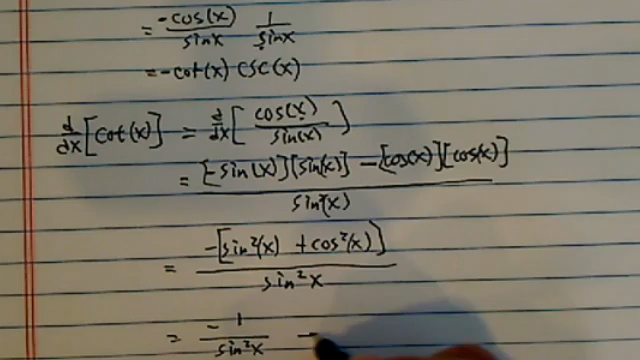 = -cos(x)/sinx 1/sinx
= -cot(x) csc(x)
d/dx [cot(x)] = d/dx [cos(x)/sin(x)]
= [-sin(x)][sin(x)] - [cos(x)][cos(x)] / sin²(x)
= -[sin²(x) + cos²(x)] / sin²x
= -1/sin²x =